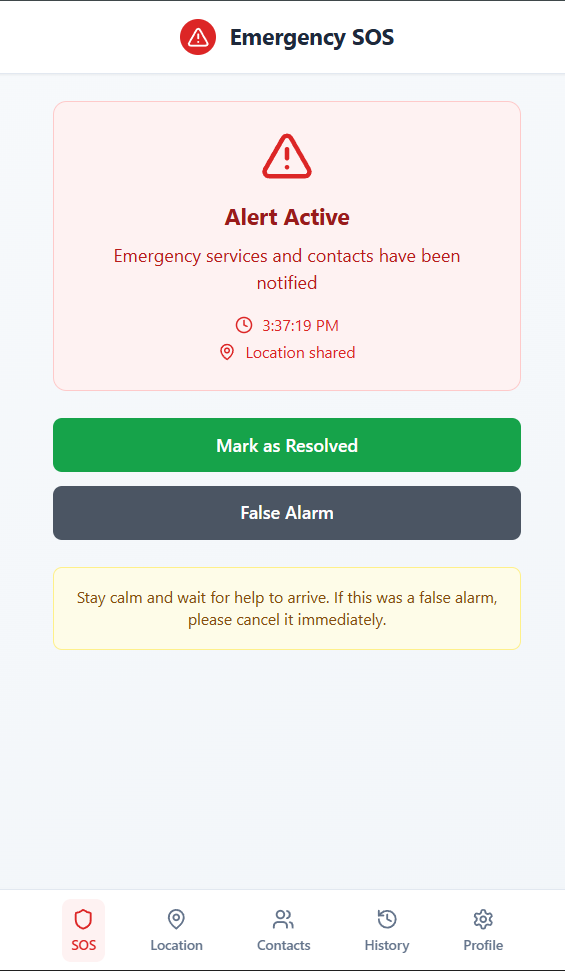 Emergency SOS
Alert Active
Emergency services and contacts have been
notified
3:37:19 PM
Location shared
Mark as Resolved
False Alarm
Stay calm and wait for help to arrive. If this was a false alarm,
please cancel it immediately.
SOS
Location
Contacts
History
Profile